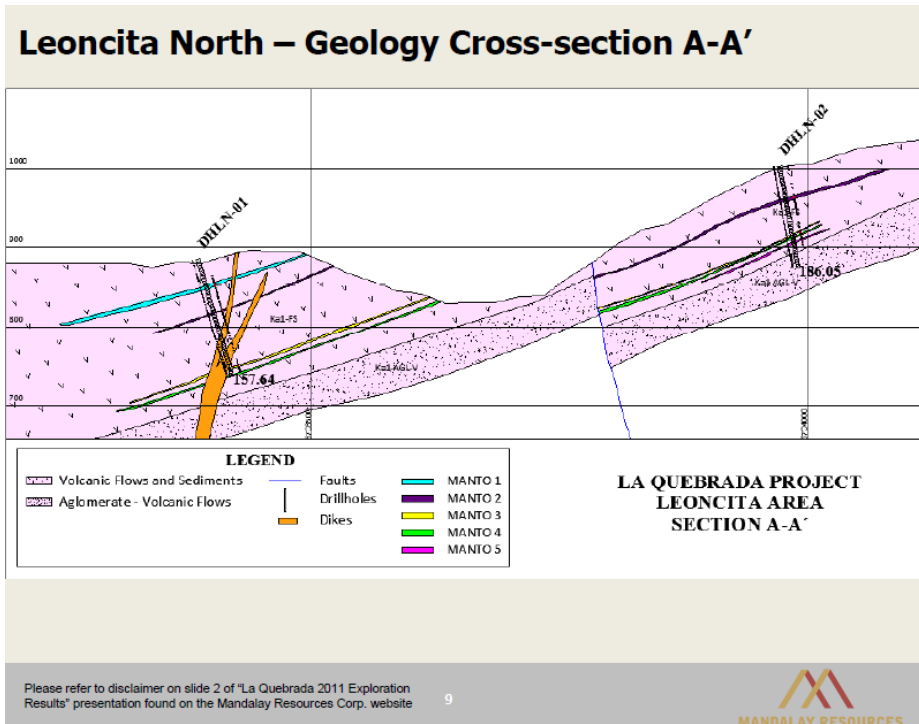 Leoncita North – Geology Cross-section A-A’
DHLN-02
1000
DHLN-01
900
186.05
800
Ka1-F3
Ka1-AGL-V
157.64
700
LEGEND
Volcanic Flows and Sediments
Aglomerate - Volcanic Flows
Faults
Drillholes
Dikes
MANTO 1
MANTO 2
MANTO 3
MANTO 4
MANTO 5
LA QUEBRADA PROJECT
LEONCITA AREA
SECTION A-A´
Please refer to disclaimer on slide 2 of “La Quebrada 2011 Exploration
Results” presentation found on the Mandalay Resources Corp. website
9
MANDALAY RESOURCES